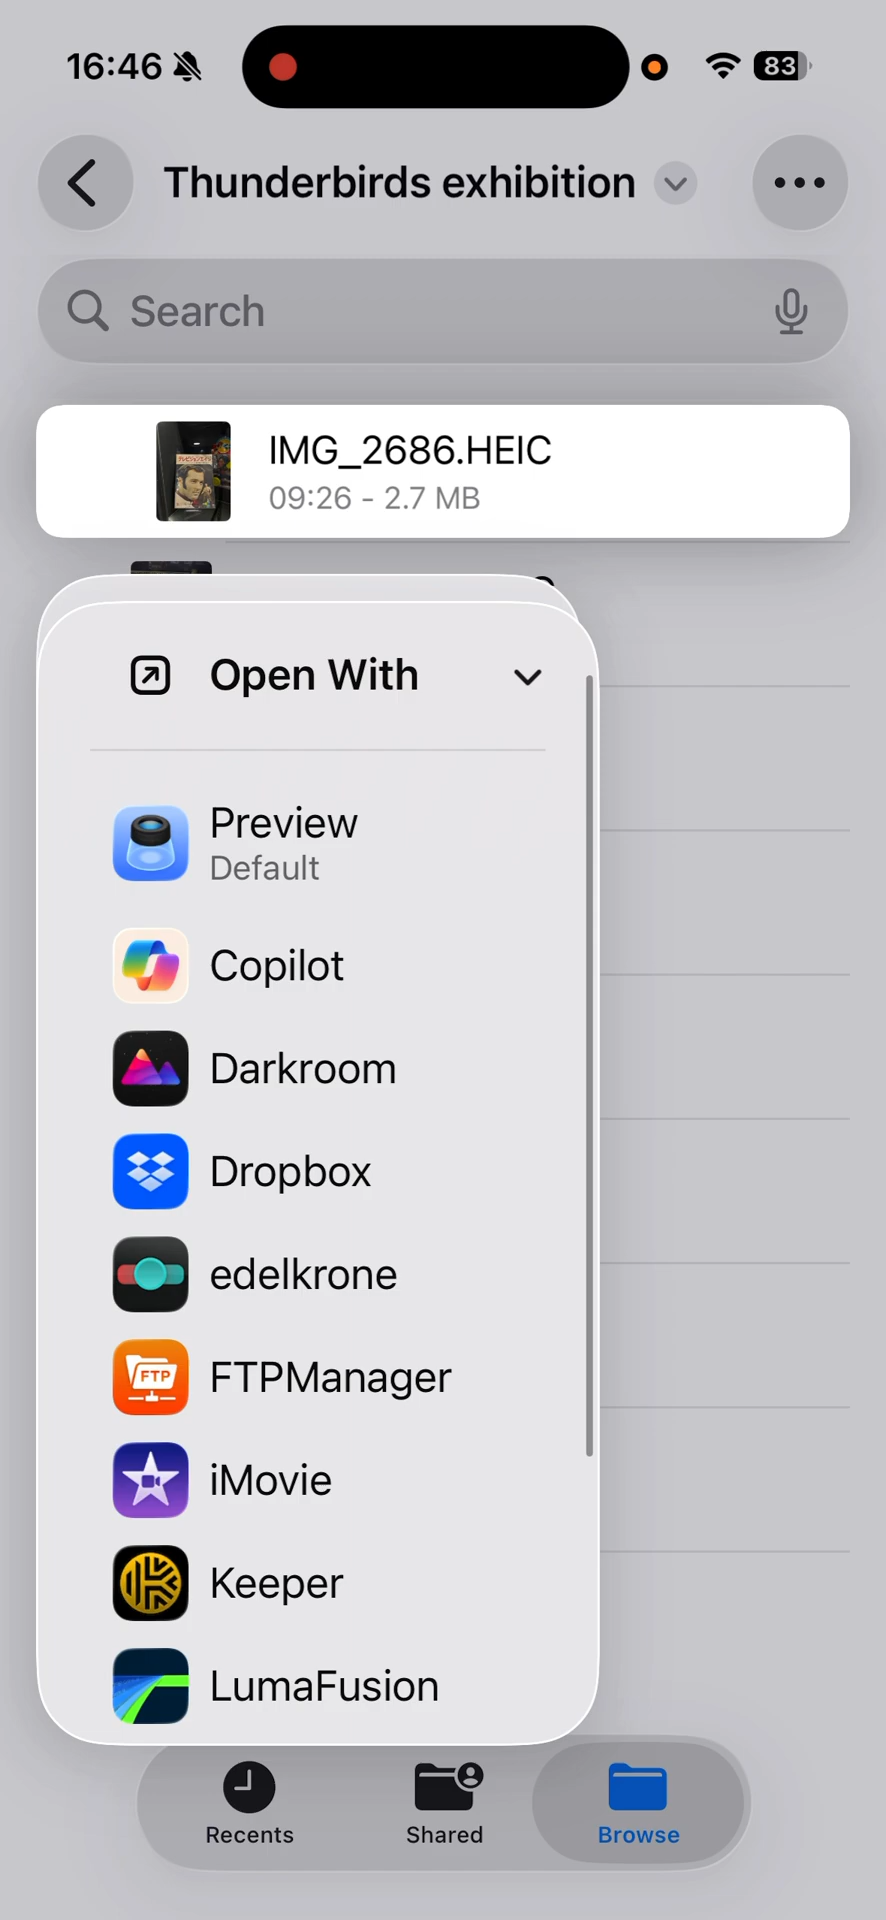 16:46
83
Thunderbirds exhibition
Search
IMG_2686.HEIC
09:26 - 2.7 MB
Open With
Preview
Default
Copilot
Darkroom
Dropbox
edelkrone
FTP
FTPManager
iMovie
Keeper
LumaFusion
Recents
Shared
Browse